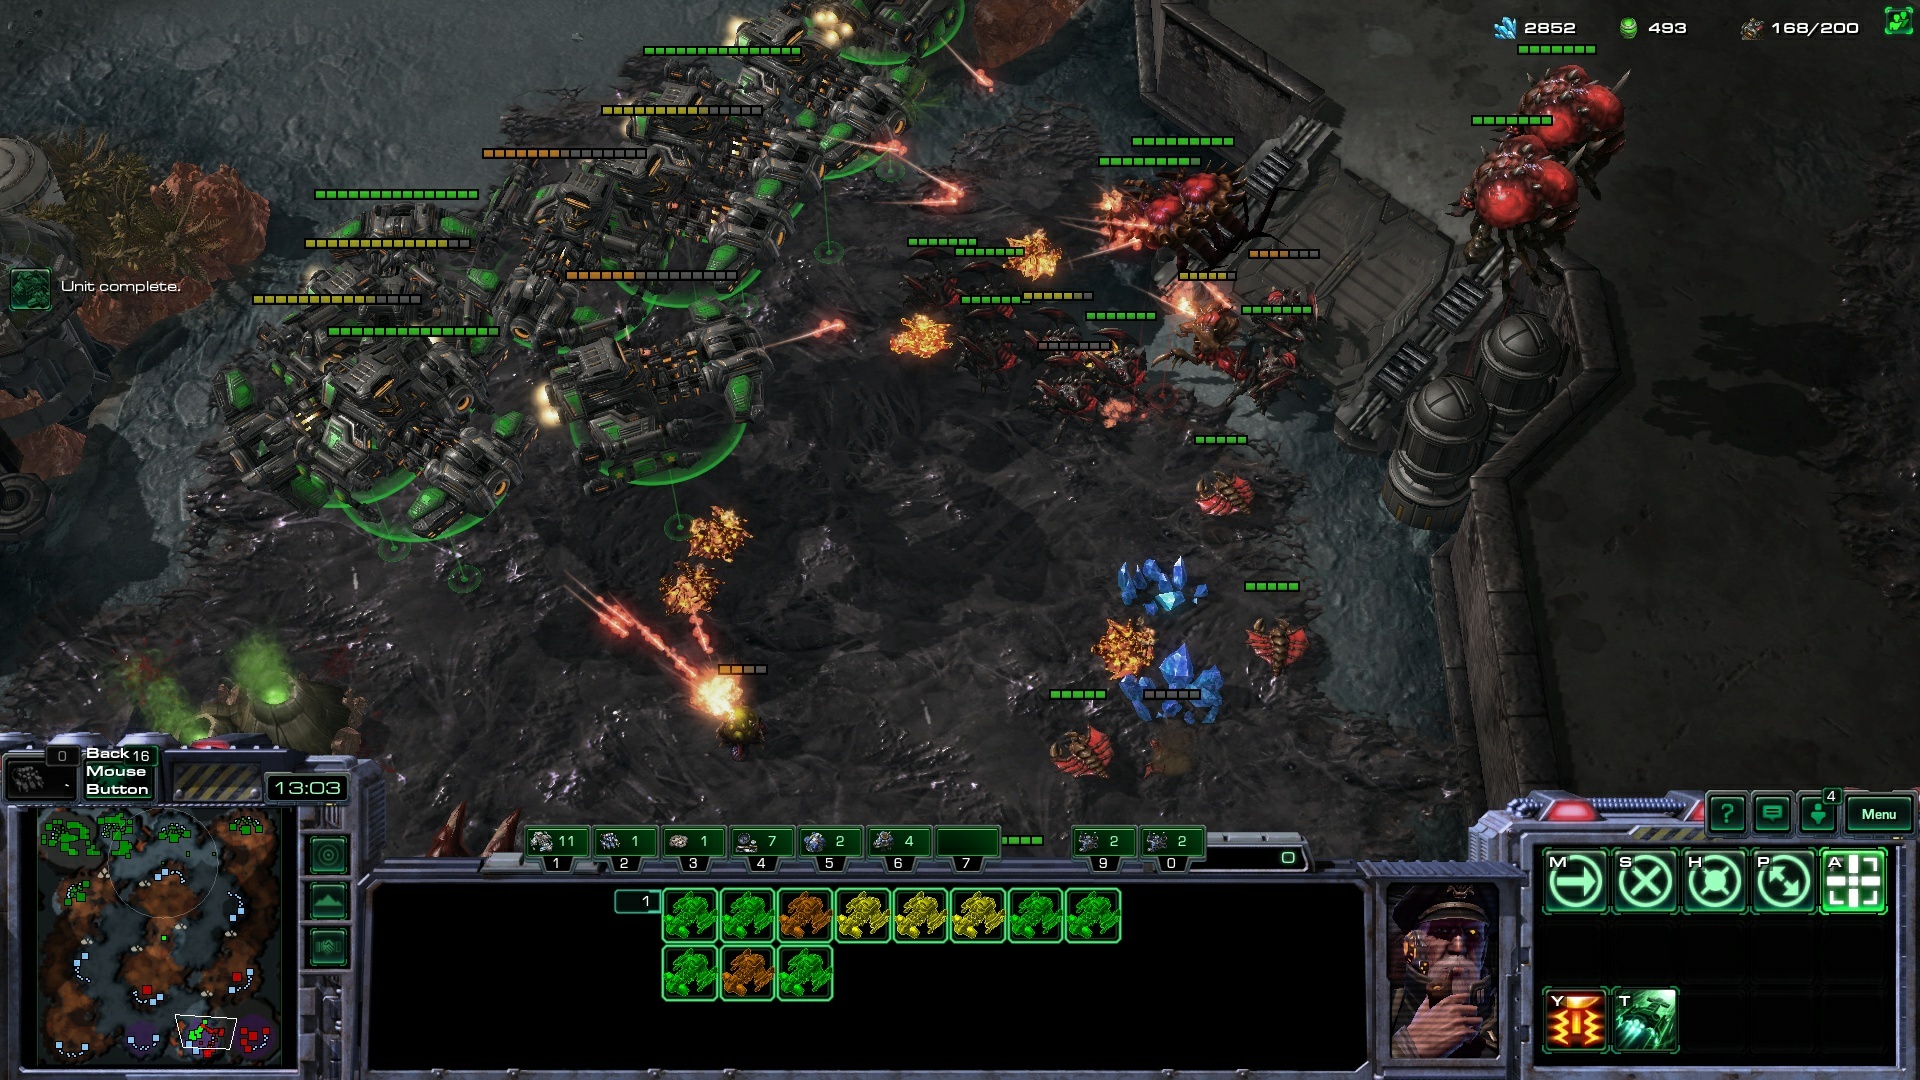 2852 493 168/200
Unit complete.
0 Back 16
Mouse
Button
13:03
4
? Menu
11 1 1 7 2 4 2 2
1 2 3 4 5 6 7 9 0
1
M S H P A
Y T